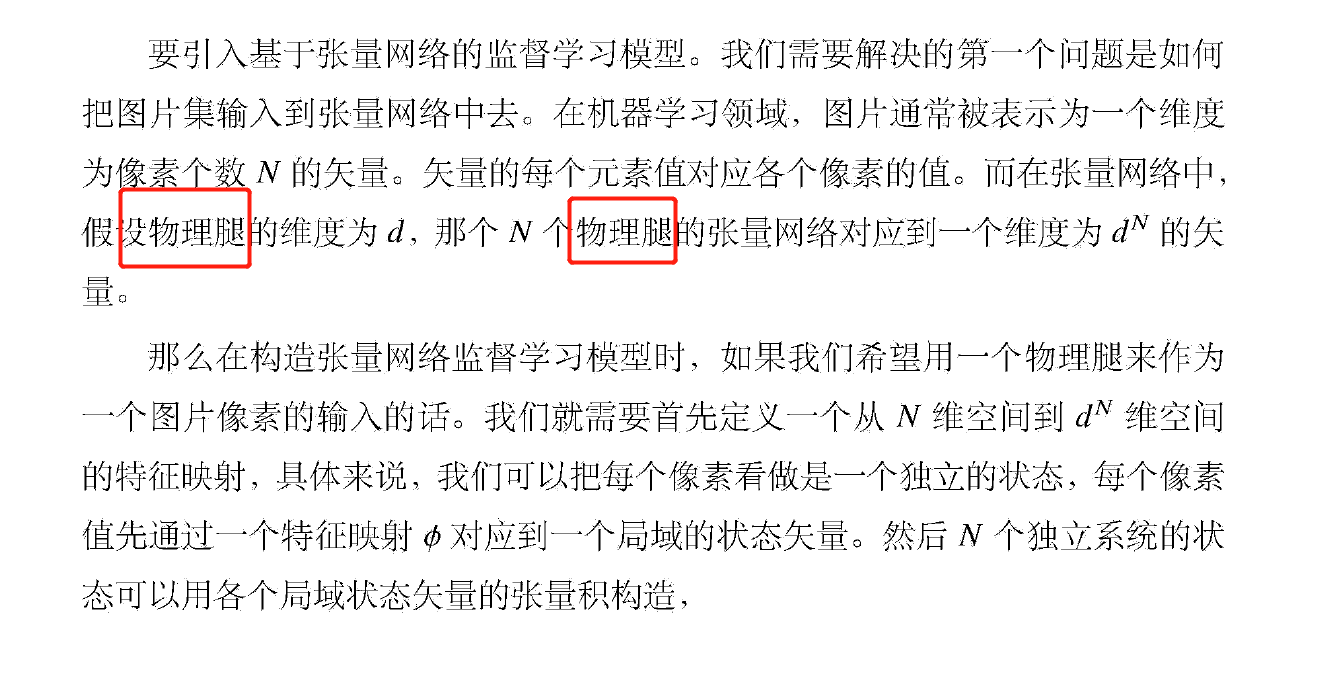 要引入基于张量网络的监督学习模型。我们需要解决的第一个问题是如何
把图片集输入到张量网络中去。在机器学习领域，图片通常被表示为一个维度
为像素个数 N 的矢量。矢量的每个元素值对应各个像素的值。而在张量网络中，
假设物理腿的维度为 d，那个 N 个物理腿的张量网络对应到一个维度为 d^N 的矢
量。
那么在构造张量网络监督学习模型时，如果我们希望用一个物理腿来作为
一个图片像素的输入的话。我们就需要首先定义一个从 N 维空间到 d^N 维空间
的特征映射，具体来说，我们可以把每个像素看做是一个独立的状态，每个像素
值先通过一个特征映射 ϕ 对应到一个局域的状态矢量。然后 N 个独立系统的状
态可以用各个局域状态矢量的张量积构造，